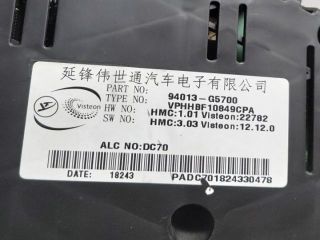 延锋伟世通汽车电子有限公司
Visteon
PART NO: 94013-G5700
TYPE NO: VPHHBF10849CPA
HW NO: HMC:1.01 Visteon:22782
SW NO: HMC:3.03 Visteon:12.12.0
ALC NO:DC70
DATE: 18243
PADC701824330478